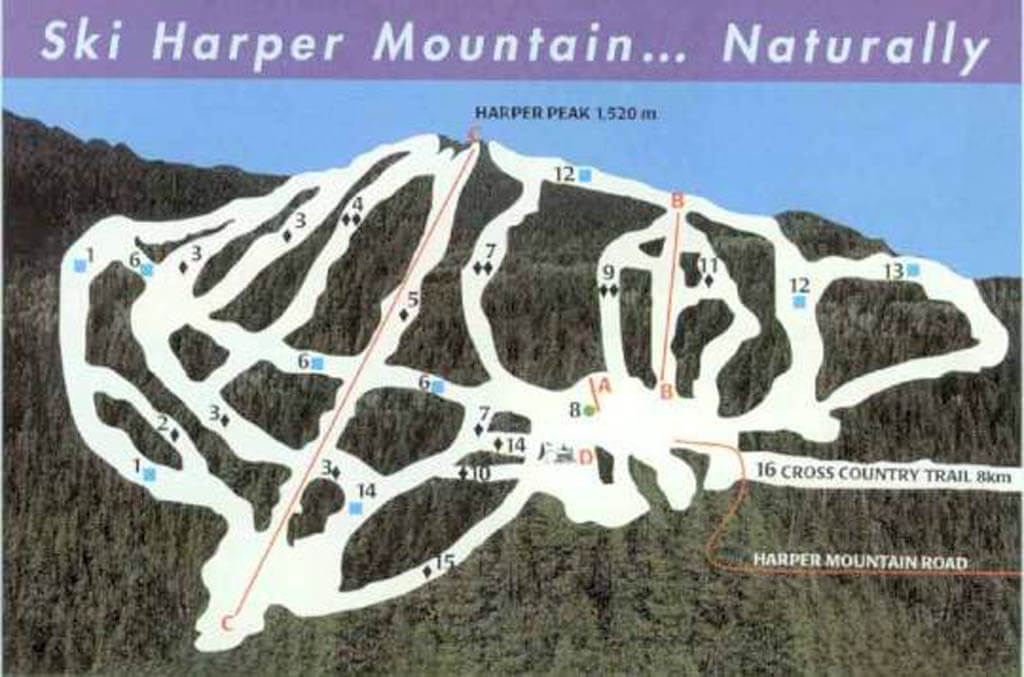 Ski Harper Mountain... Naturally
HARPER PEAK 1,520 m
C
12
B
4
3
7
3
1
6
9
11
13
12
5
6
6
A
B
8
3
7
2
14
D
10
1
3
14
16 CROSS COUNTRY TRAIL 8km
15
HARPER MOUNTAIN ROAD
C